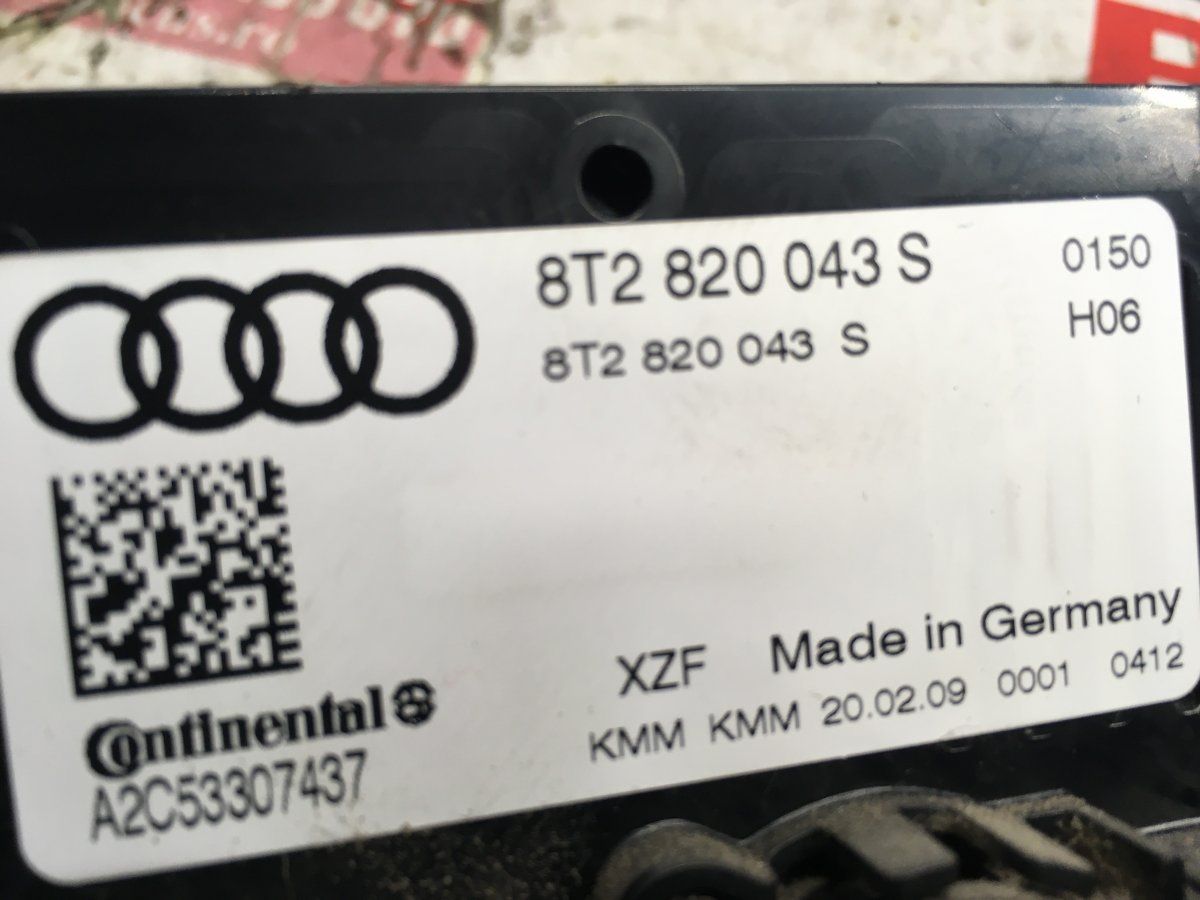 8T2 820 043 S 0150
8T2 820 043 S H06
Continental
A2C53307437
XZF Made in Germany
KMM KMM 20.02.09 0001 0412